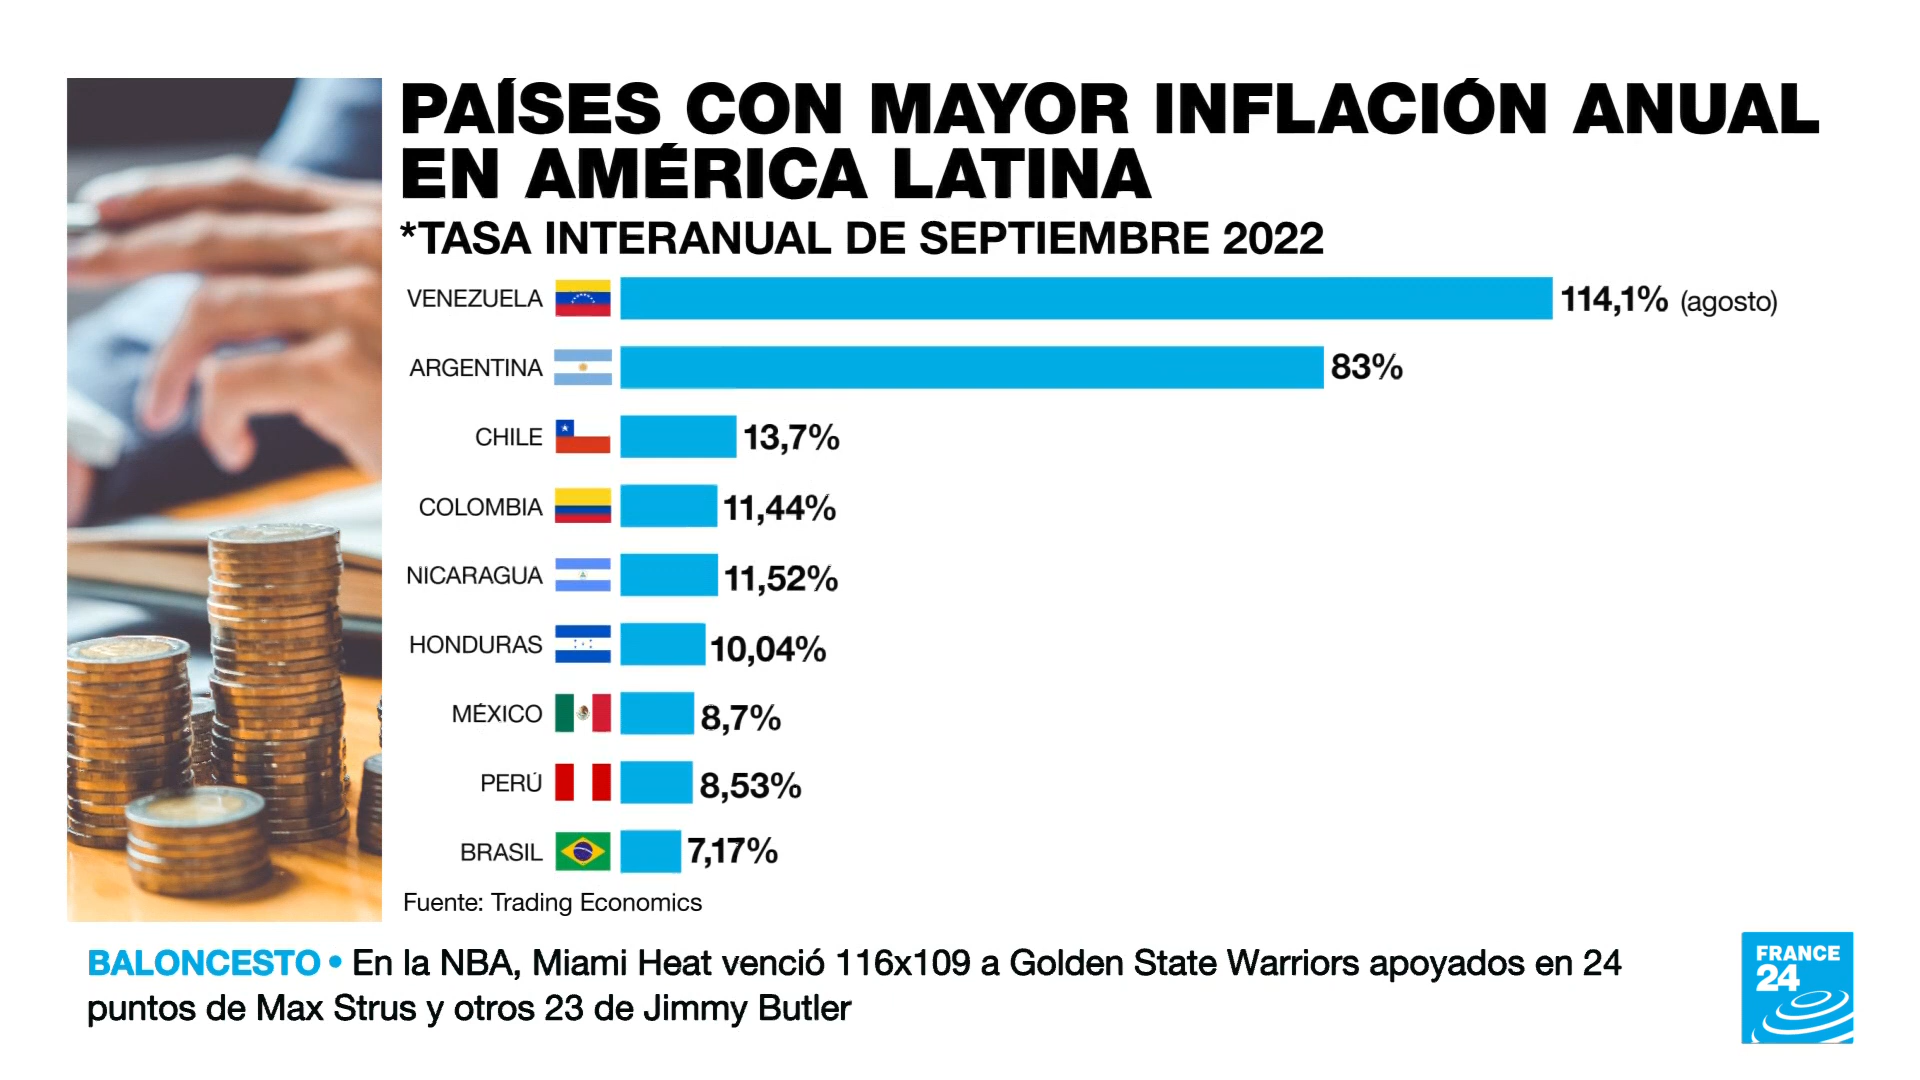 PAÍSES CON MAYOR INFLACIÓN ANUAL
EN AMÉRICA LATINA
*TASA INTERANUAL DE SEPTIEMBRE 2022
VENEZUELA 114,1% (agosto)
ARGENTINA 83%
CHILE 13,7%
COLOMBIA 11,44%
NICARAGUA 11,52%
HONDURAS 10,04%
MÉXICO 8,7%
PERÚ 8,53%
BRASIL 7,17%
Fuente: Trading Economics
BALONCESTO • En la NBA, Miami Heat venció 116x109 a Golden State Warriors apoyados en 24
puntos de Max Strus y otros 23 de Jimmy Butler
FRANCE
24